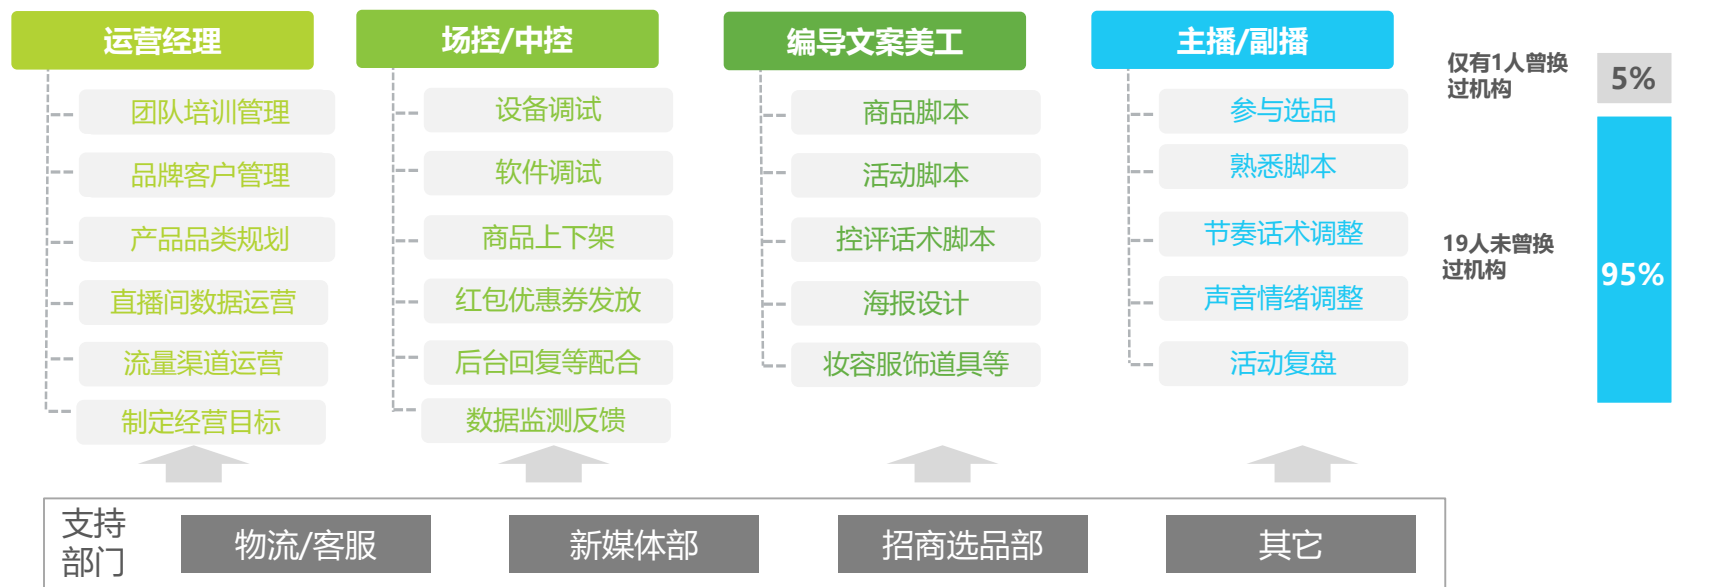 运营经理
团队培训管理
品牌客户管理
产品品类规划
直播间数据运营
流量渠道运营
制定经营目标
场控/中控
设备调试
软件调试
商品上下架
红包优惠券发放
后台回复等配合
数据监测反馈
编导文案美工
商品脚本
活动脚本
控评话术脚本
海报设计
妆容服饰道具等
主播/副播
参与选品
熟悉脚本
节奏话术调整
声音情绪调整
活动复盘
仅有1人曾换
过机构
5%
19人未曾换
过机构
95%
支持
部门
物流/客服
新媒体部
招商选品部
其它